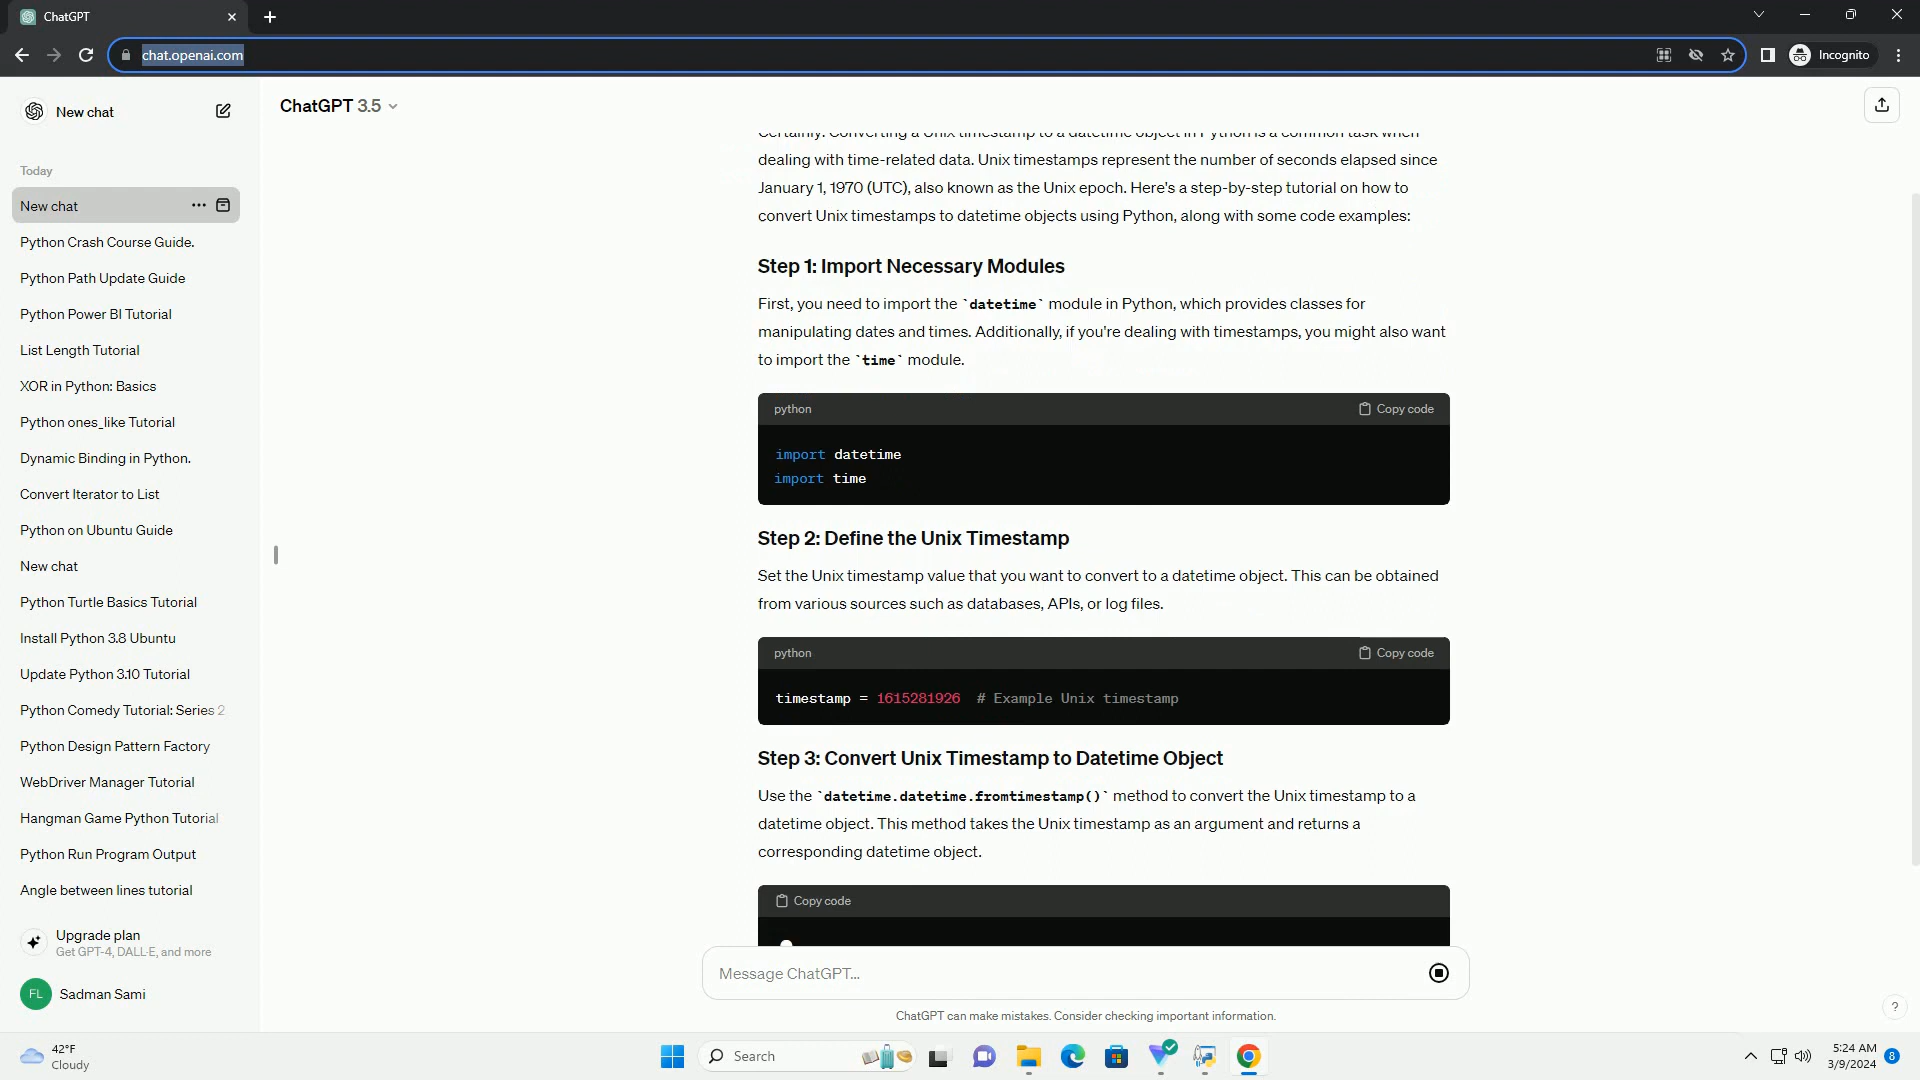 ChatGPT
chat.openai.com
Incognito
New chat
ChatGPT 3.5
Today
New chat
Python Crash Course Guide.
Python Path Update Guide
Python Power BI Tutorial
List Length Tutorial
XOR in Python: Basics
Python ones_like Tutorial
Dynamic Binding in Python.
Convert Iterator to List
Python on Ubuntu Guide
New chat
Python Turtle Basics Tutorial
Install Python 3.8 Ubuntu
Update Python 3.10 Tutorial
Python Comedy Tutorial: Series 2
Python Design Pattern Factory
WebDriver Manager Tutorial
Hangman Game Python Tutorial
Python Run Program Output
Angle between lines tutorial
Upgrade plan
Get GPT-4, DALL·E, and more
FL Sadman Sami
Certainly! Converting a Unix timestamp to a datetime object in Python is a common task when
dealing with time-related data. Unix timestamps represent the number of seconds elapsed since
January 1, 1970 (UTC), also known as the Unix epoch. Here's a step-by-step tutorial on how to
convert Unix timestamps to datetime objects using Python, along with some code examples:
Step 1: Import Necessary Modules
First, you need to import the `datetime` module in Python, which provides classes for
manipulating dates and times. Additionally, if you're dealing with timestamps, you might also want
to import the `time` module.
python Copy code
import datetime
import time
Step 2: Define the Unix Timestamp
Set the Unix timestamp value that you want to convert to a datetime object. This can be obtained
from various sources such as databases, APIs, or log files.
python Copy code
timestamp = 1615281926 # Example Unix timestamp
Step 3: Convert Unix Timestamp to Datetime Object
Use the `datetime.datetime.fromtimestamp()` method to convert the Unix timestamp to a
datetime object. This method takes the Unix timestamp as an argument and returns a
corresponding datetime object.
Copy code
Message ChatGPT...
ChatGPT can make mistakes. Consider checking important information.
?
42°F
Cloudy
Search
5:24 AM
3/9/2024
8